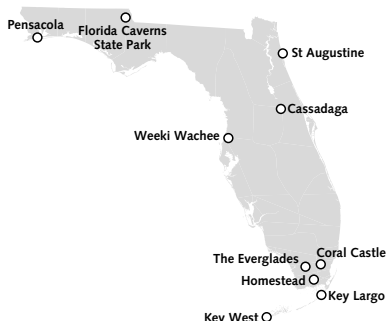 Pensacola
Florida Caverns
State Park
St Augustine
Cassadaga
Weeki Wachee
The Everglades
Coral Castle
Homestead
Key Largo
Key West